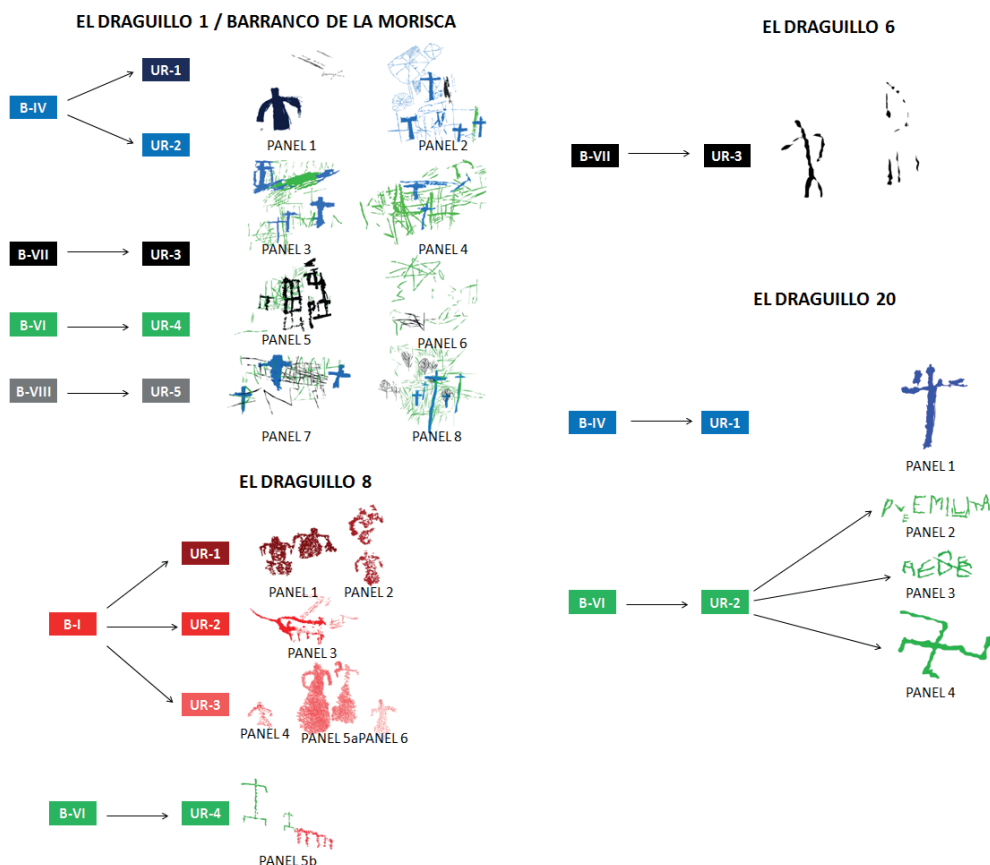 EL DRAGUILLO 1 / BARRANCO DE LA MORISCA
B-IV
UR-1
UR-2
PANEL 1
PANEL 2
PANEL 3
PANEL 4
B-VII
UR-3
PANEL 5
PANEL 6
B-VI
UR-4
B-VIII
UR-5
PANEL 7
PANEL 8
EL DRAGUILLO 8
B-I
UR-1
PANEL 1
PANEL 2
UR-2
PANEL 3
UR-3
PANEL 4
PANEL 5a
PANEL 6
B-VI
UR-4
PANEL 5b
EL DRAGUILLO 6
B-VII
UR-3
EL DRAGUILLO 20
B-IV
UR-1
PANEL 1
EMILIA
PANEL 2
B-VI
UR-2
PANEL 3
PANEL 4